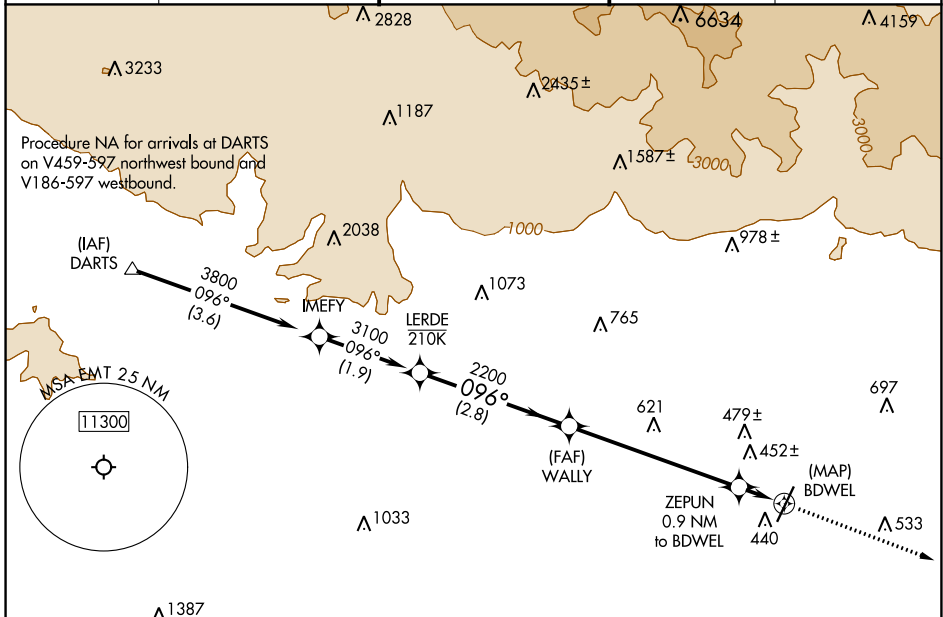 2828
6634
4159
3233
2435±
1187
Procedure NA for arrivals at DARTS
on V459-597 northwest bound and
V186-597 westbound.
1587±
3000
3000
2038
1000
978±
(IAF)
DARTS
3800
096°
(3.6)
1073
IMEFY
3100
096°
(1.9)
LERDE
210K
765
2200
096°
(2.8)
MSA EMT 25 NM
11300
621
697
479±
452±
(FAF)
WALLY
(MAP)
BDWEL
ZEPUN
0.9 NM
to BDWEL
440
533
1033
1387